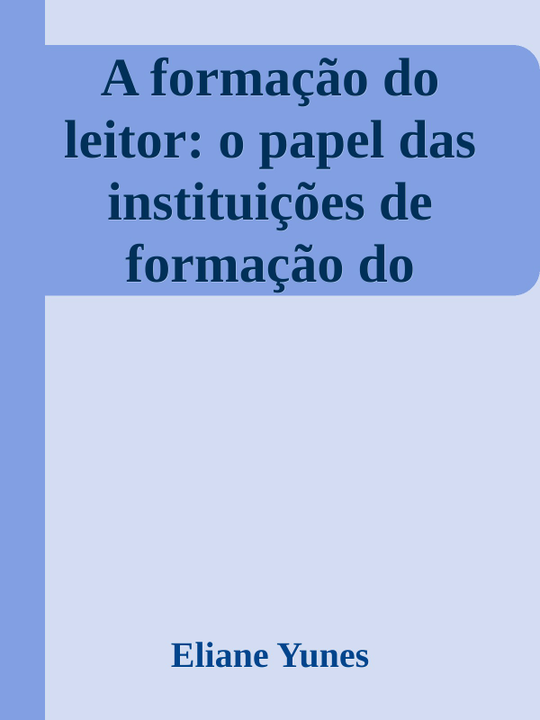 A formação do
leitor: o papel das
instituições de
formação do
Eliane Yunes